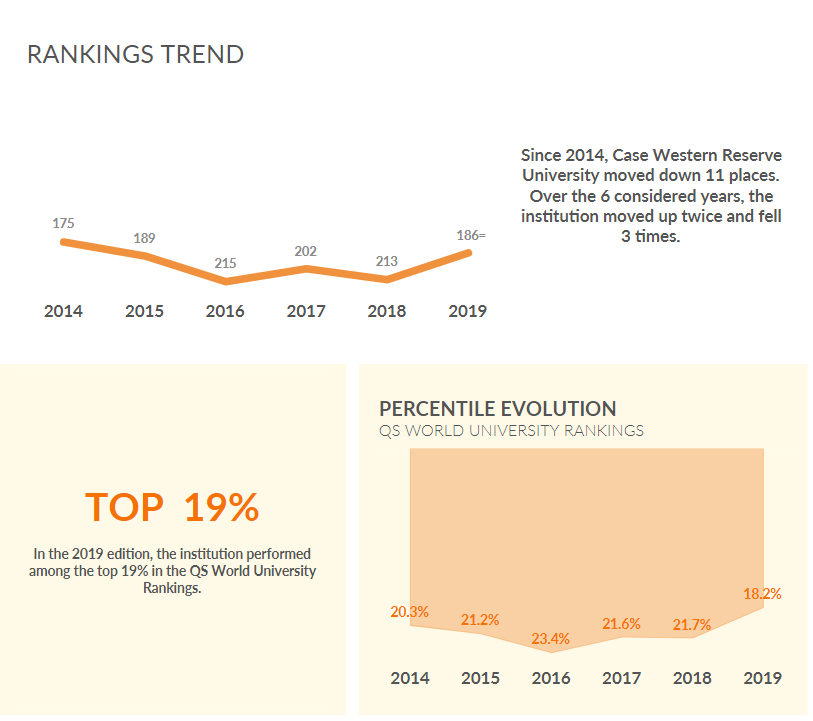 RANKINGS TREND
Since 2014, Case Western Reserve
University moved down 11 places.
Over the 6 considered years, the
institution moved up twice and fell
3 times.
175
189
215
202
213
186=
2014 2015 2016 2017 2018 2019
TOP 19%
In the 2019 edition, the institution performed
among the top 19% in the QS World University
Rankings.
PERCENTILE EVOLUTION
QS WORLD UNIVERSITY RANKINGS
20.3%
21.2%
23.4%
21.6%
21.7%
18.2%
2014 2015 2016 2017 2018 2019